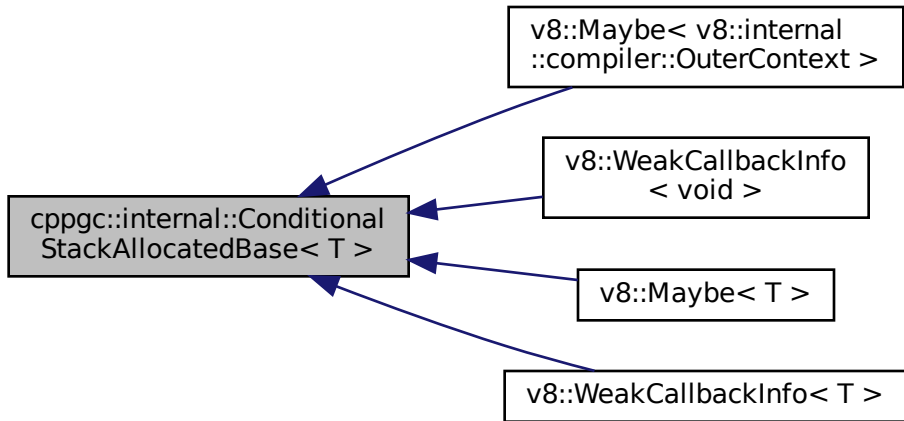 v8::Maybe< v8::internal
::compiler::OuterContext >
v8::WeakCallbackInfo
< void >
cppgc::internal::Conditional
StackAllocatedBase< T >
v8::Maybe< T >
v8::WeakCallbackInfo< T >